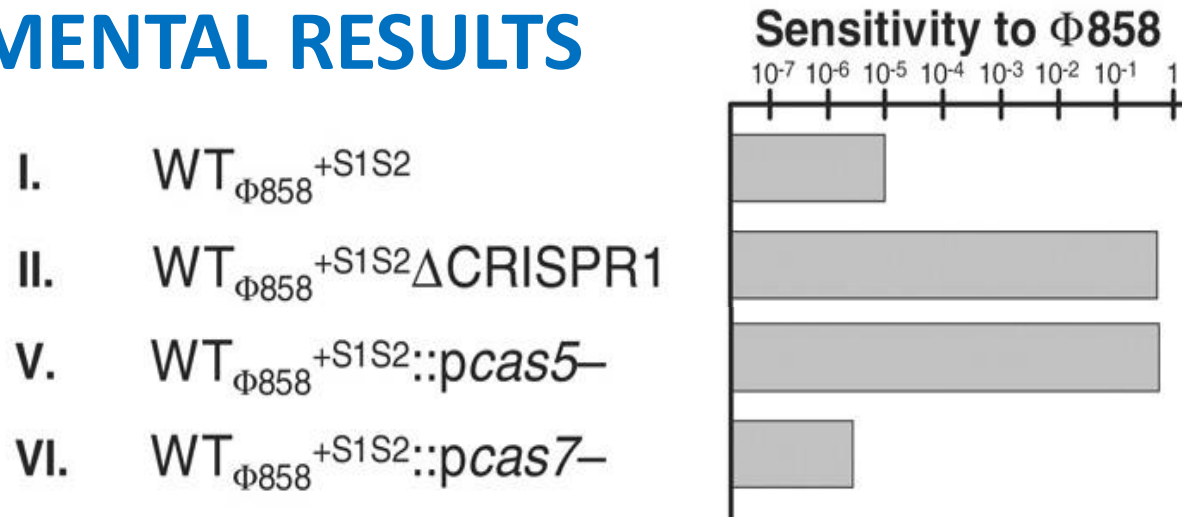 MENTAL RESULTS
Sensitivity to Φ858
10-7 10-6 10-5 10-4 10-3 10-2 10-1 1
I. WTΦ858+S1S2
II. WTΦ858+S1S2ΔCRISPR1
V. WTΦ858+S1S2::pcas5–
VI. WTΦ858+S1S2::pcas7–